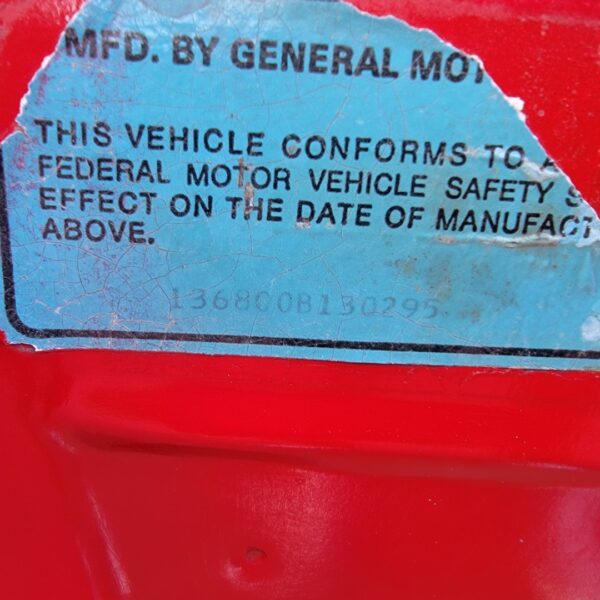 MFD. BY GENERAL MOT
THIS VEHICLE CONFORMS TO A
FEDERAL MOTOR VEHICLE SAFETY S
EFFECT ON THE DATE OF MANUFACT
ABOVE.
136800B130295